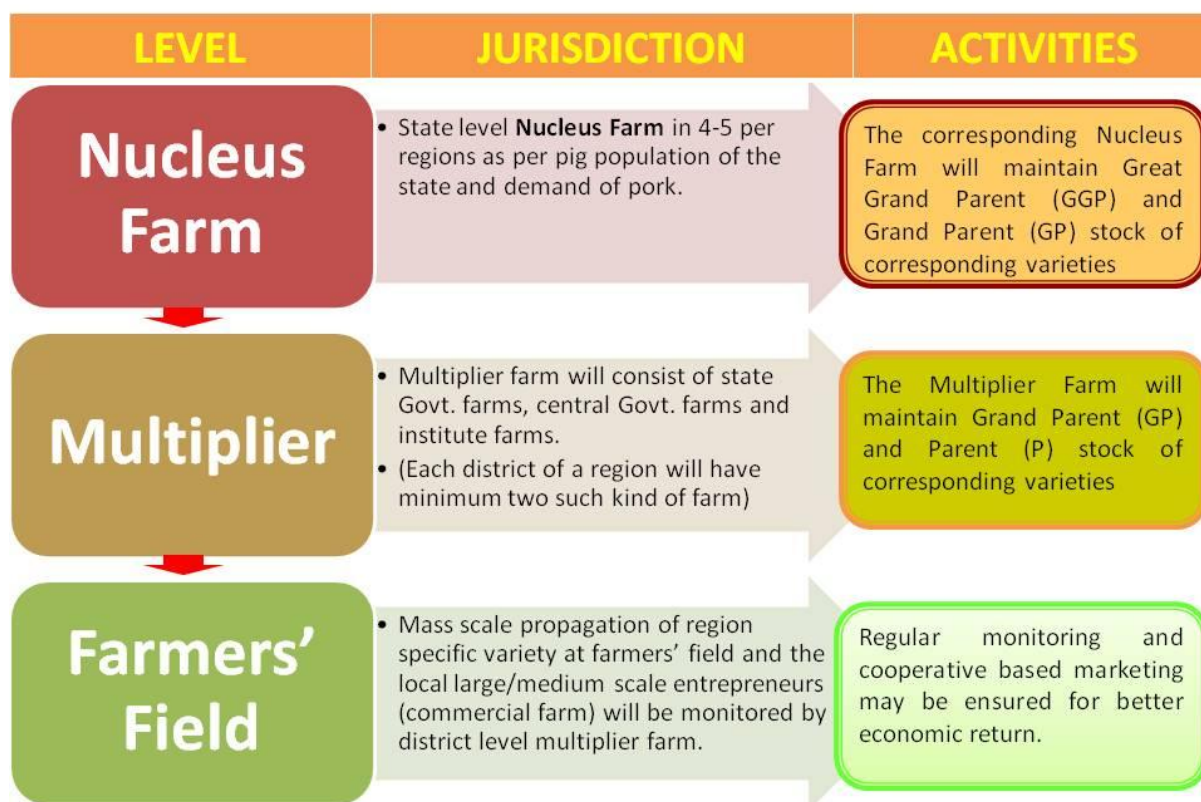 LEVEL JURISDICTION ACTIVITIES
Nucleus
Farm
• State level Nucleus Farm in 4-5 per
regions as per pig population of the
state and demand of pork.
The corresponding Nucleus
Farm will maintain Great
Grand Parent (GGP) and
Grand Parent (GP) stock of
corresponding varieties
Multiplier
• Multiplier farm will consist of state
Govt. farms, central Govt. farms and
institute farms.
• (Each district of a region will have
minimum two such kind of farm)
The Multiplier Farm will
maintain Grand Parent (GP)
and Parent (P) stock of
corresponding varieties
Farmers’
Field
• Mass scale propagation of region
specific variety at farmers’ field and the
local large/medium scale entrepreneurs
(commercial farm) will be monitored by
district level multiplier farm.
Regular monitoring and
cooperative based marketing
may be ensured for better
economic return.